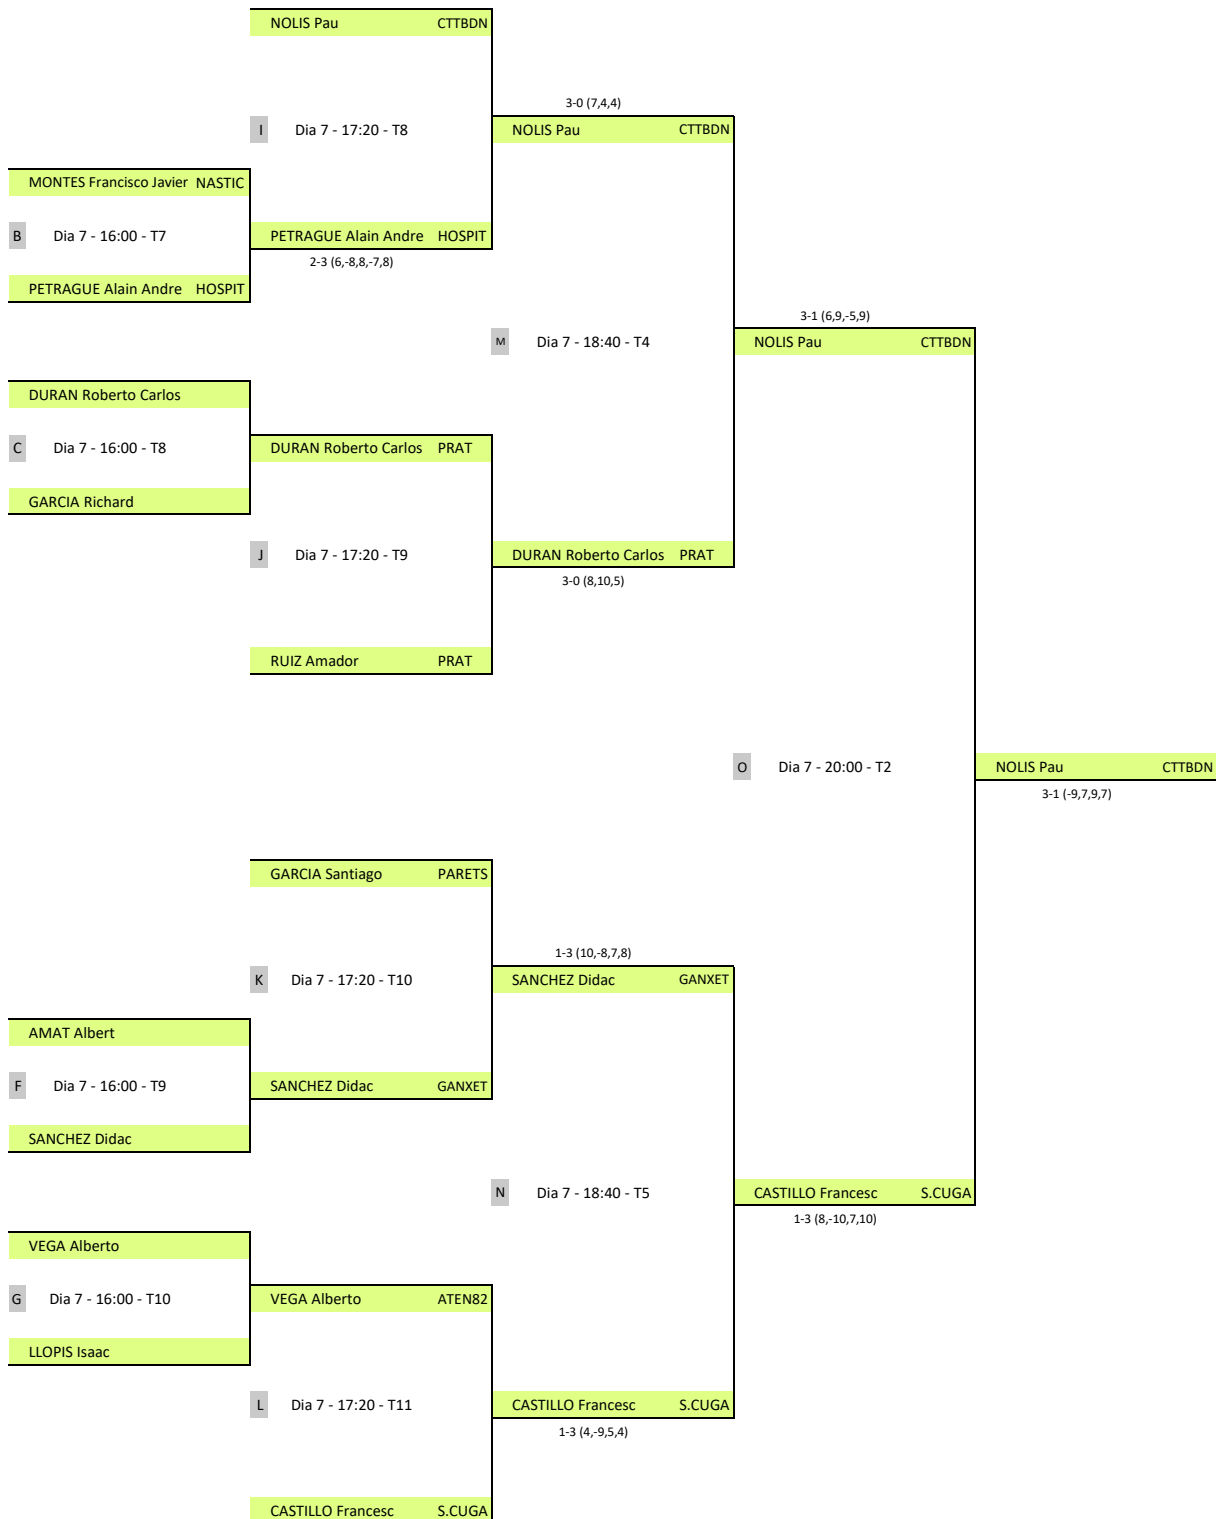 NOLIS Pau CTTBDN
3-0 (7,4,4)
I Dia 7 - 17:20 - T8 NOLIS Pau CTTBDN
MONTES Francisco Javier NASTIC
B Dia 7 - 16:00 - T7 PETRAGUE Alain Andre HOSPIT
2-3 (6,-8,8,-7,8)
PETRAGUE Alain Andre HOSPIT
3-1 (6,9,-5,9)
M Dia 7 - 18:40 - T4 NOLIS Pau CTTBDN
DURAN Roberto Carlos
C Dia 7 - 16:00 - T8 DURAN Roberto Carlos PRAT
GARCIA Richard
J Dia 7 - 17:20 - T9 DURAN Roberto Carlos PRAT
3-0 (8,10,5)
RUIZ Amador PRAT
O Dia 7 - 20:00 - T2 NOLIS Pau CTTBDN
3-1 (-9,7,9,7)
GARCIA Santiago PARETS
1-3 (10,-8,7,8)
K Dia 7 - 17:20 - T10 SANCHEZ Didac GANXET
AMAT Albert
F Dia 7 - 16:00 - T9 SANCHEZ Didac GANXET
SANCHEZ Didac
N Dia 7 - 18:40 - T5 CASTILLO Francesc S.CUGA
1-3 (8,-10,7,10)
VEGA Alberto
G Dia 7 - 16:00 - T10 VEGA Alberto ATEN82
LLOPIS Isaac
L Dia 7 - 17:20 - T11 CASTILLO Francesc S.CUGA
1-3 (4,-9,5,4)
CASTILLO Francesc S.CUGA